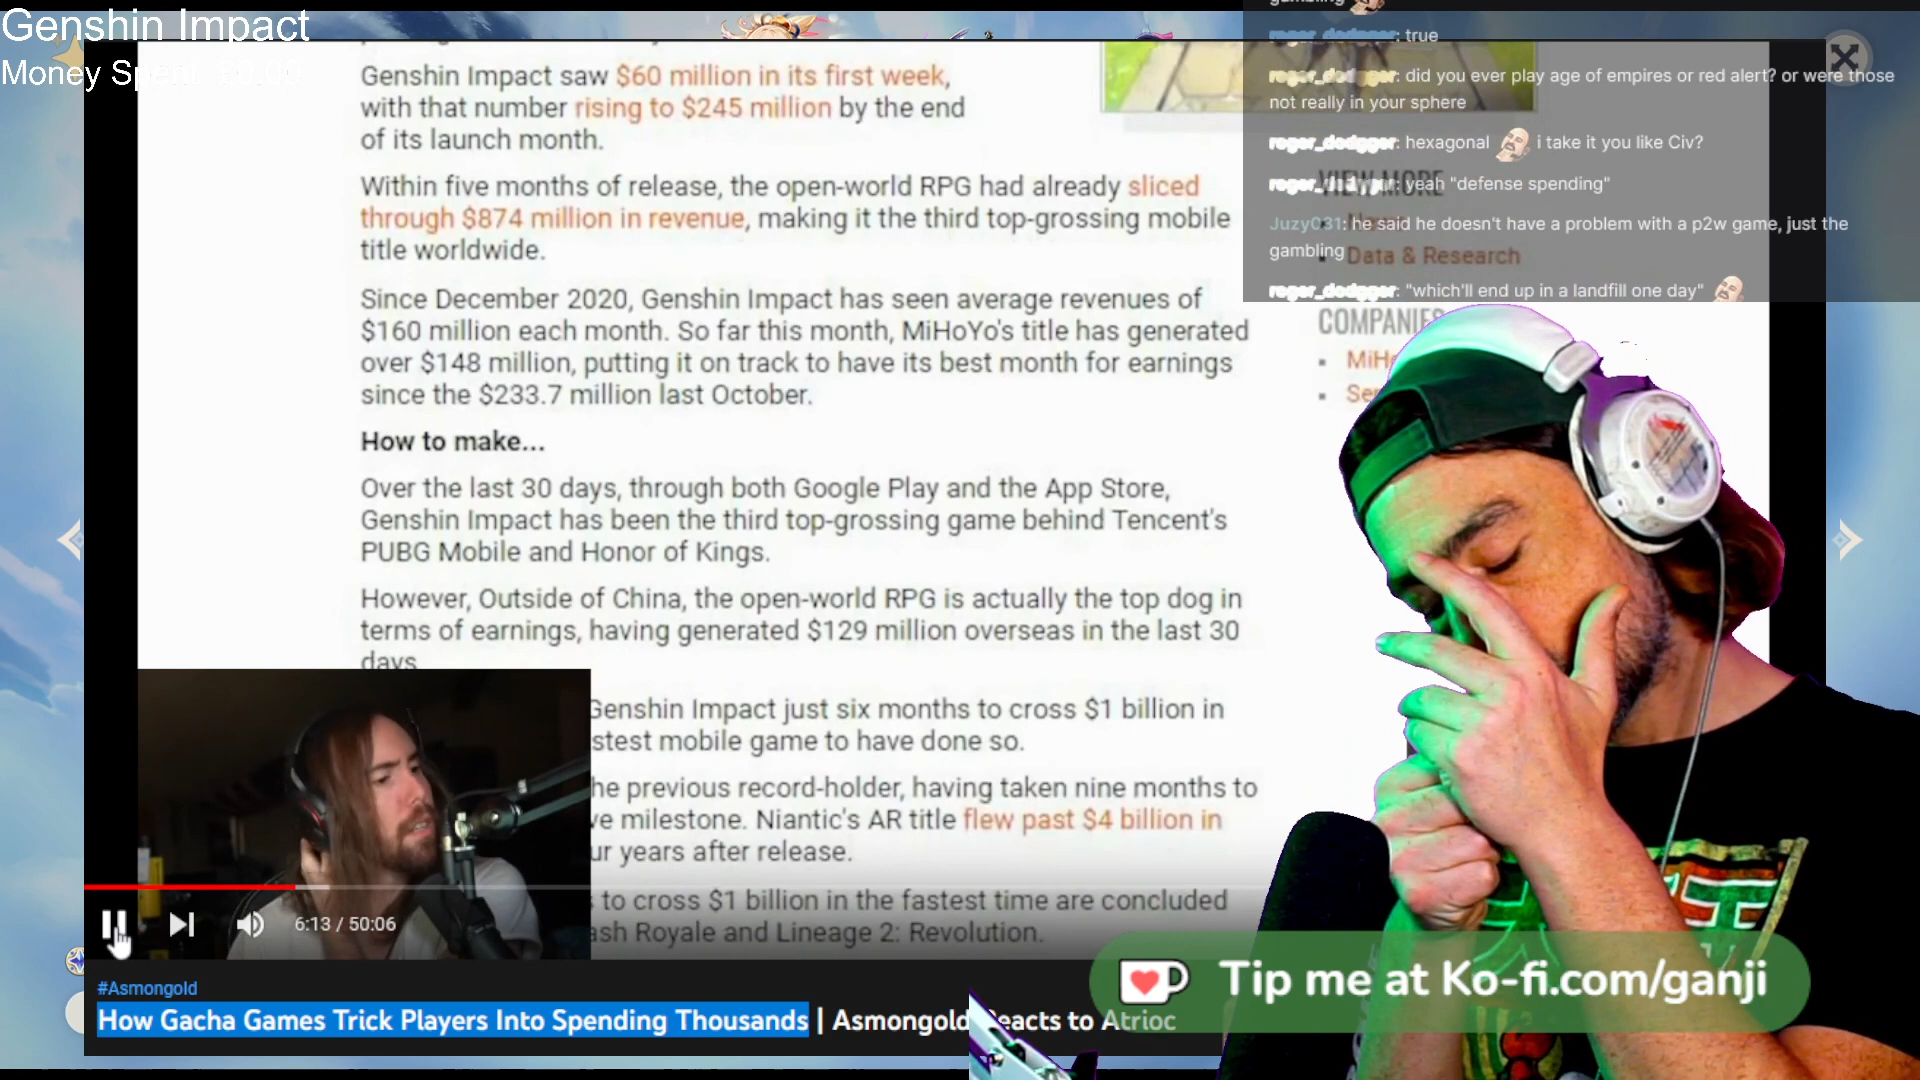 Genshin Impact
Money Spent: $0.00
Genshin Impact saw $60 million in its first week,
with that number rising to $245 million by the end
of its launch month.
Within five months of release, the open-world RPG had already sliced
through $874 million in revenue, making it the third top-grossing mobile
title worldwide.
Since December 2020, Genshin Impact has seen average revenues of
$160 million each month. So far this month, MiHoYo's title has generated
over $148 million, putting it on track to have its best month for earnings
since the $233.7 million last October.
How to make...
Over the last 30 days, through both Google Play and the App Store,
Genshin Impact has been the third top-grossing game behind Tencent's
PUBG Mobile and Honor of Kings.
However, Outside of China, the open-world RPG is actually the top dog in
terms of earnings, having generated $129 million overseas in the last 30
days
Genshin Impact just six months to cross $1 billion in
stest mobile game to have done so.
he previous record-holder, having taken nine months to
ve milestone. Niantic's AR title flew past $4 billion in
ur years after release.
to cross $1 billion in the fastest time are concluded
ash Royale and Lineage 2: Revolution.
gambling
roger_dodgger: true
roger_dodgger: did you ever play age of empires or red alert? or were those
not really in your sphere
roger_dodgger: hexagonal i take it you like Civ?
roger_dodgger: yeah "defense spending"
Juzy031: he said he doesn't have a problem with a p2w game, just the
gambling
roger_dodgger: "which'll end up in a landfill one day"
VIEW MORE
Data & Research
COMPANIES
6:13 / 50:06
#Asmongold
How Gacha Games Trick Players Into Spending Thousands | Asmongold Reacts to Atrioc
Tip me at Ko-fi.com/ganji